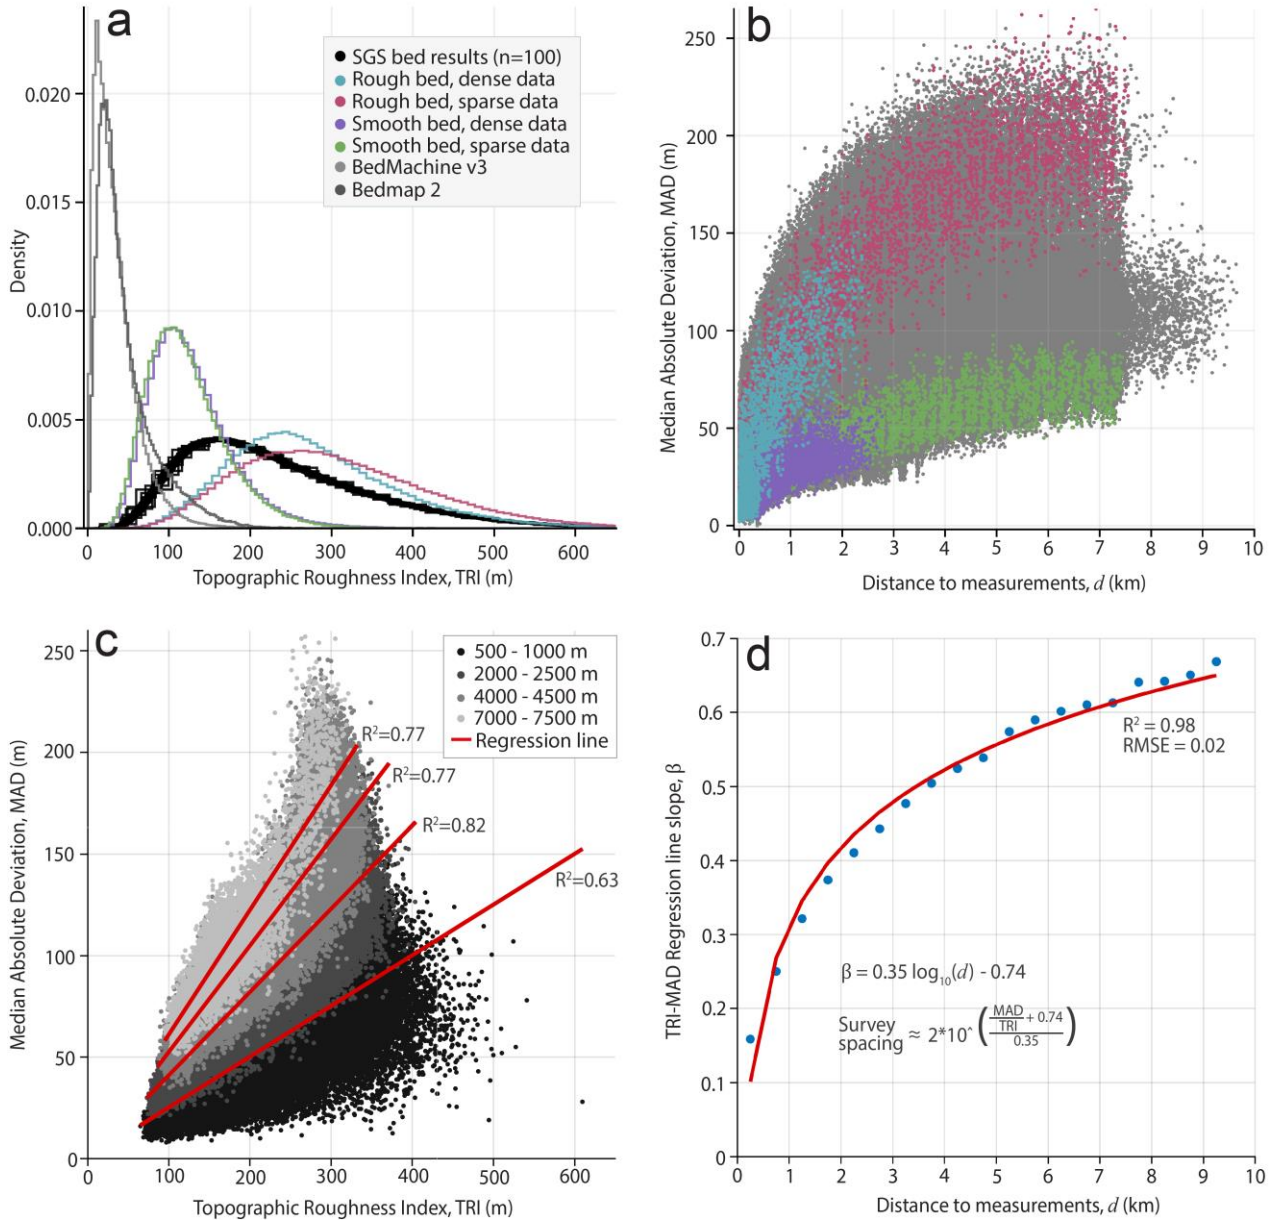 a
0.020
0.015
0.010
0.005
0.000
Density
0 100 200 300 400 500 600
Topographic Roughness Index, TRI (m)
SGS bed results (n=100)
Rough bed, dense data
Rough bed, sparse data
Smooth bed, dense data
Smooth bed, sparse data
BedMachine v3
Bedmap 2
b
250
200
150
100
50
0
Median Absolute Deviation, MAD (m)
0 1 2 3 4 5 6 7 8 9 10
Distance to measurements, d (km)
c
250
200
150
100
50
0
Median Absolute Deviation, MAD (m)
500 - 1000 m
2000 - 2500 m
4000 - 4500 m
7000 - 7500 m
Regression line
R²=0.77
R²=0.77
R²=0.82
R²=0.63
0 100 200 300 400 500 600
Topographic Roughness Index, TRI (m)
d
0.7
0.6
0.5
0.4
0.3
0.2
0.1
0
TRI-MAD Regression line slope, β
R² = 0.98
RMSE = 0.02
β = 0.35 log₁₀(d) - 0.74
Survey spacing ≈ 2*10^((MAD/TRI + 0.74)/0.35)
0 1 2 3 4 5 6 7 8 9 10
Distance to measurements, d (km)